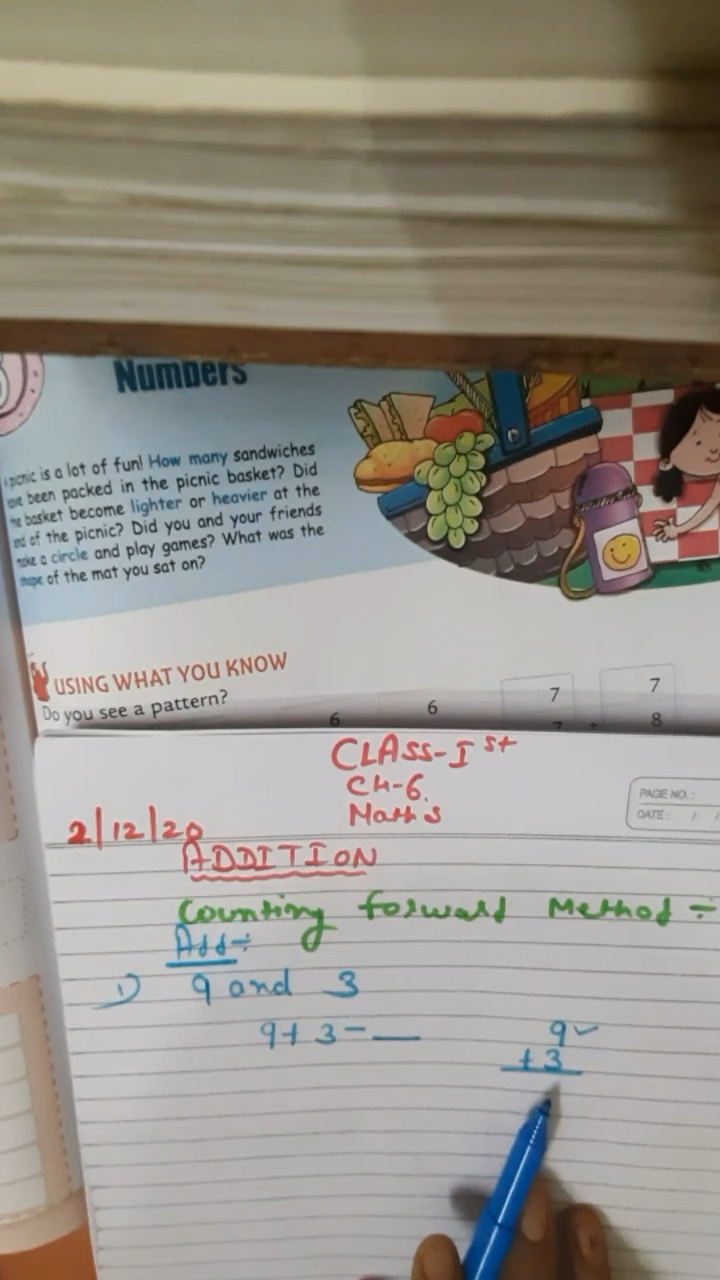 Numbers
picnic is a lot of fun! How many sandwiches
been packed in the picnic basket? Did
basket become lighter or heavier at the
of the picnic? Did you and your friends
a circle and play games? What was the
of the mat you sat on?
USING WHAT YOU KNOW
Do you see a pattern?
6 6 7 7
8
CLASS-Ist
Ch-6.
Maths
PAGE NO.:
DATE: / /
2/12/20
ADDITION
Counting forward Method ÷
Add÷
1) 9 and 3
9+3=__
9
+3